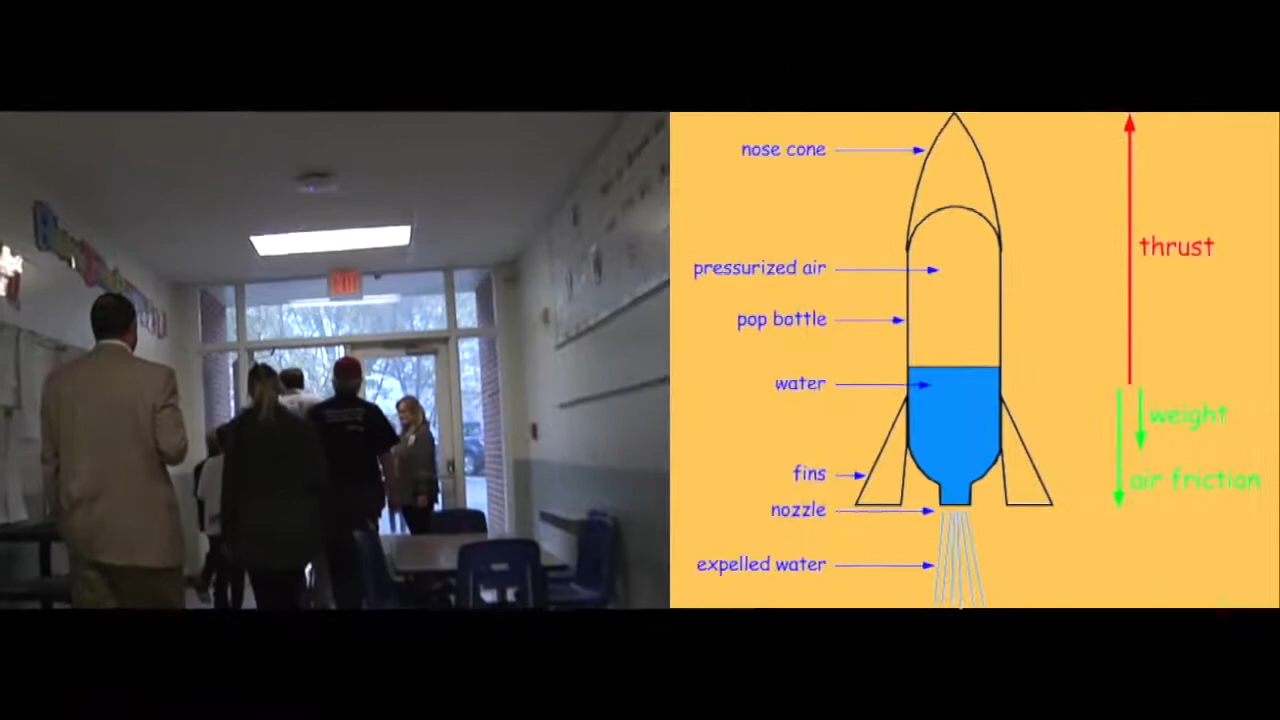 EXIT
nose cone
thrust
pressurized air
pop bottle
water
weight
fins
air friction
nozzle
expelled water